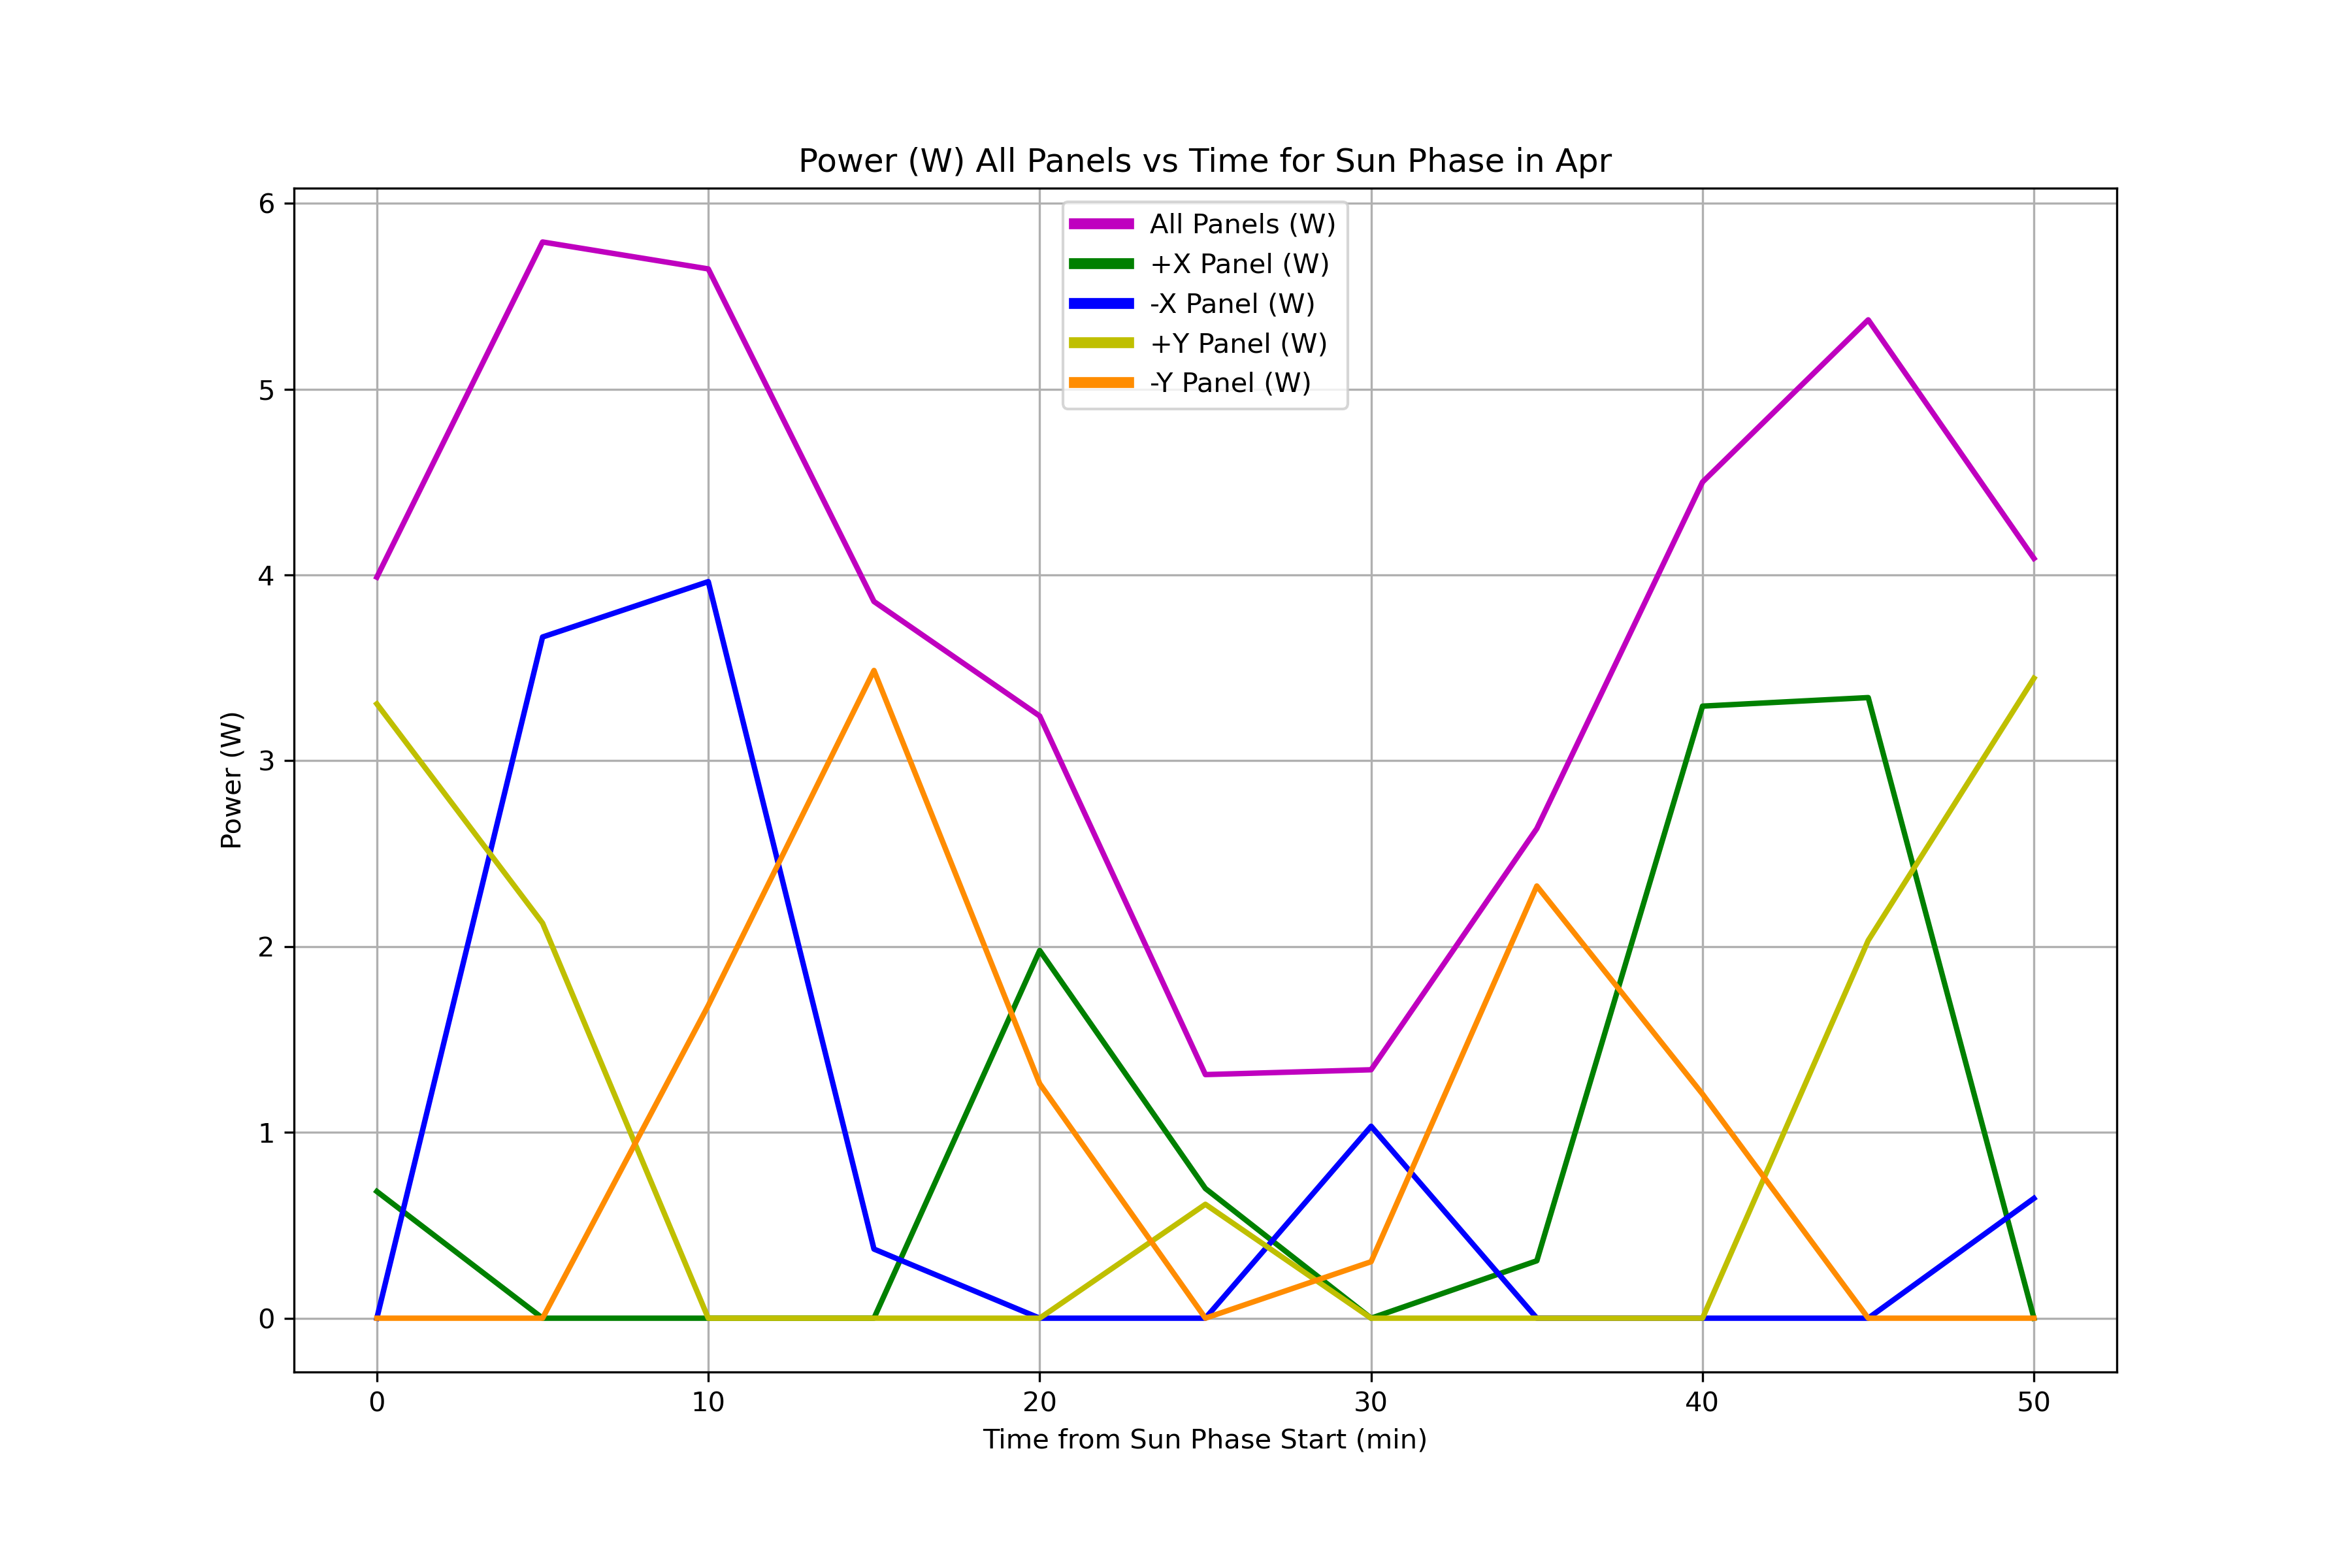 Power (W) All Panels vs Time for Sun Phase in Apr
All Panels (W)
+X Panel (W)
-X Panel (W)
+Y Panel (W)
-Y Panel (W)
Power (W)
6
5
4
3
2
1
0
0 10 20 30 40 50
Time from Sun Phase Start (min)